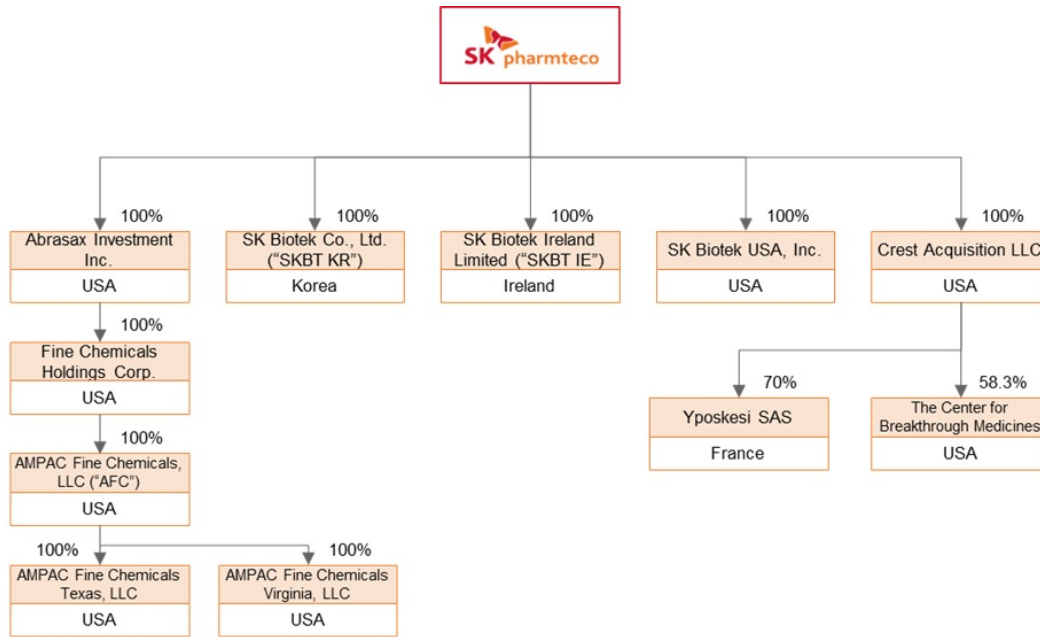 SK pharmteco
100%
100%
100%
100%
100%
Abrasax Investment
Inc.
USA
SK Biotek Co., Ltd.
(“SKBT KR”)
Korea
SK Biotek Ireland
Limited (“SKBT IE”)
Ireland
SK Biotek USA, Inc.
USA
Crest Acquisition LLC
USA
100%
Fine Chemicals
Holdings Corp.
USA
70%
Yposkesi SAS
France
58.3%
The Center for
Breakthrough Medicines
USA
100%
AMPAC Fine Chemicals,
LLC (“AFC”)
USA
100%
AMPAC Fine Chemicals
Texas, LLC
USA
100%
AMPAC Fine Chemicals
Virginia, LLC
USA